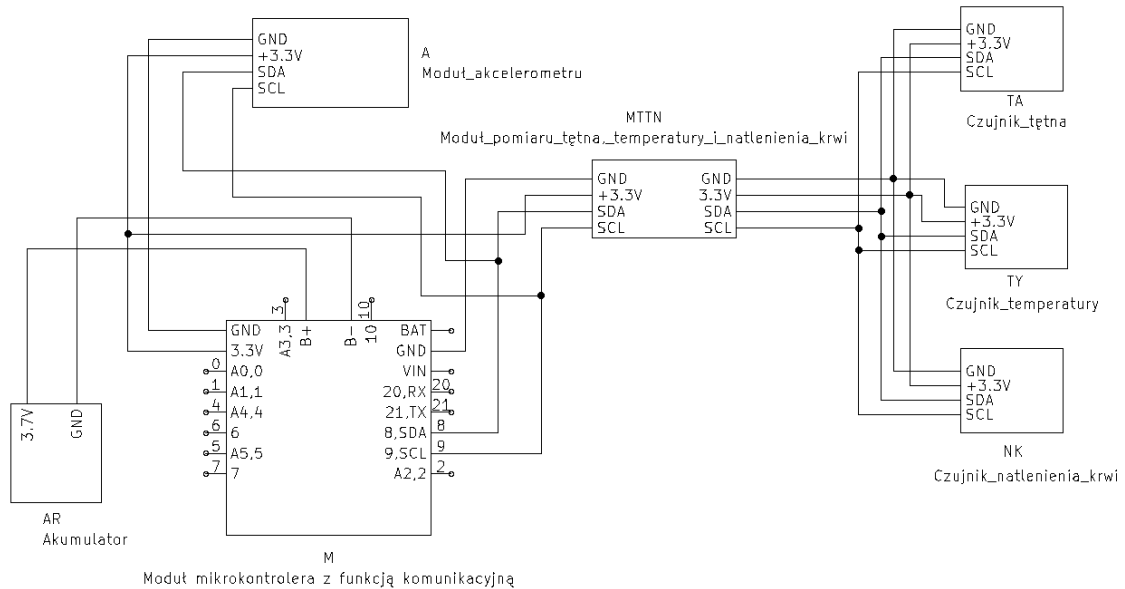 GND
+3.3V
SDA
SCL
A
Moduł_akcelerometru
GND
+3.3V
SDA
SCL
TA
Czujnik_tętna
MTTN
Moduł_pomiaru_tętna,_temperatury_i_natlenienia_krwi
GND
+3.3V
SDA
SCL
GND
3.3V
SDA
SCL
GND
+3.3V
SDA
SCL
TY
Czujnik_temperatury
GND
+3.3V
SDA
SCL
NK
Czujnik_natlenienia_krwi
3.7V
GND
AR
Akumulator
3
A3,3
B+
B-
10
10
GND
3.3V
0 A0,0
1 A1,1
4 A4,4
6 6
5 A5,5
7 7
BAT
GND
VIN
20,RX 20
21,TX 21
8,SDA 8
9,SCL 9
A2,2 2
M
Moduł mikrokontrolera z funkcją komunikacyjną